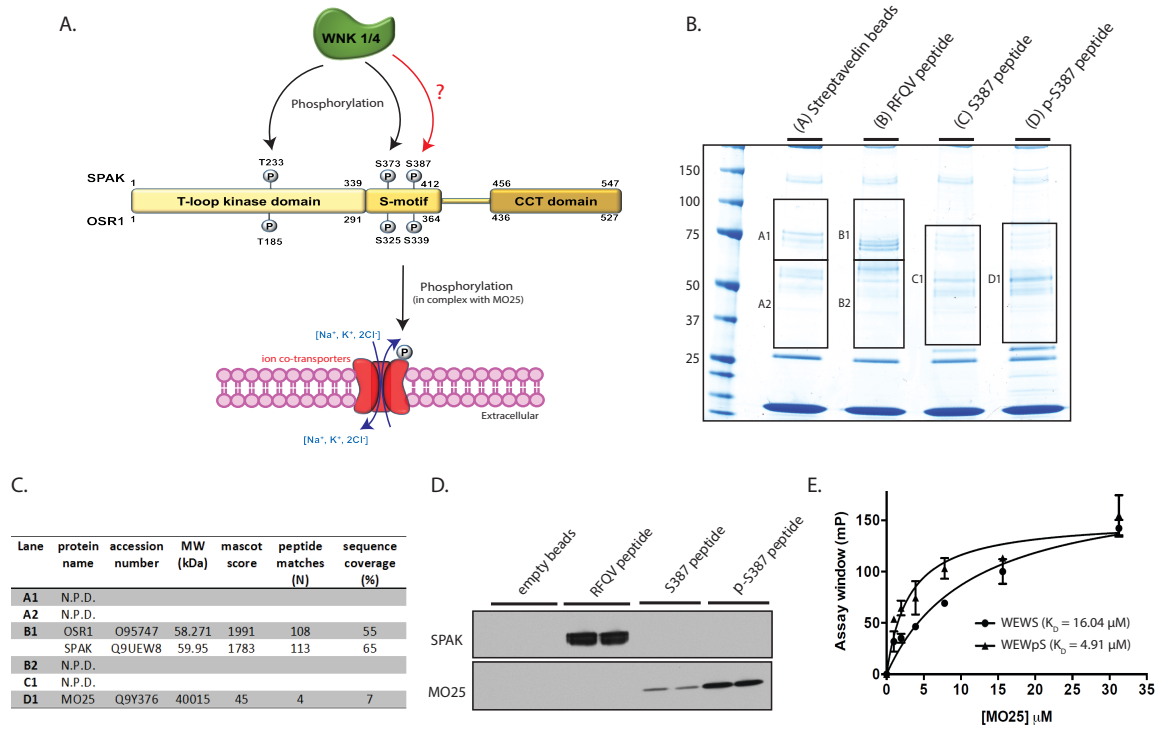 A.
WNK 1/4
?
Phosphorylation
T233
S373 S387
P P P
SPAK
1 339 412 456 547
T-loop kinase domain S-motif CCT domain
OSR1
1 291 364 436 527
P P P
T185
S325 S339
Phosphorylation
(in complex with MO25)
[Na⁺, K⁺, 2Cl⁻]
ion co-transporters
P
Extracellular
[Na⁺, K⁺, 2Cl⁻]
B.
(A) Streptavedin beads
(B) RFQV peptide
(C) S387 peptide
(D) p-S387 peptide
150
100
75
50
37
25
A1
A2
B1
B2
C1
D1
C.
Lane protein name accession number MW (kDa) mascot score peptide matches (N) sequence coverage (%)
A1 N.P.D.
A2 N.P.D.
B1 OSR1 O95747 58.271 1991 108 55
SPAK Q9UEW8 59.95 1783 113 65
B2 N.P.D.
C1 N.P.D.
D1 MO25 Q9Y376 40015 45 4 7
D.
empty beads
RFQV peptide
S387 peptide
p-S387 peptide
SPAK
MO25
E.
Assay window (mP)
150
100
50
0
WEWS (K_D = 16.04 µM)
WEWpS (K_D = 4.91 µM)
0 5 10 15 20 25 30 35
[MO25] µM